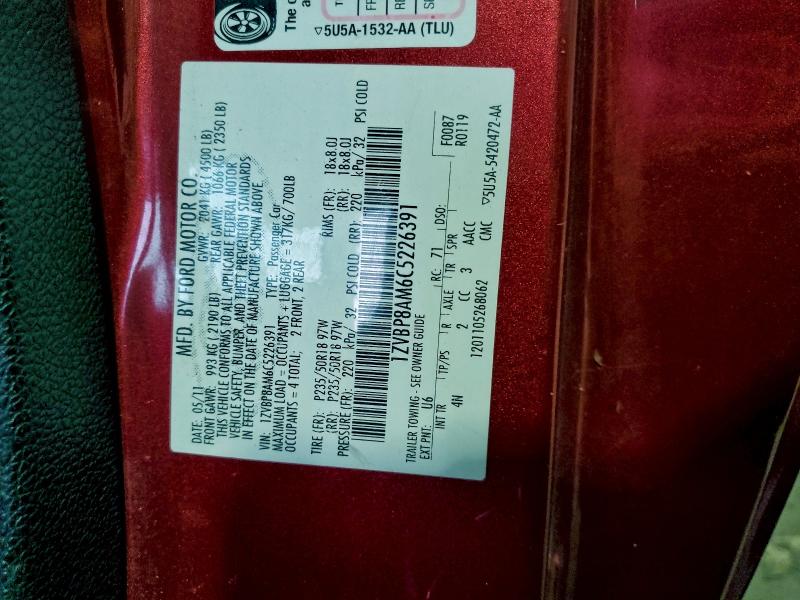 The c
5U5A-1532-AA (TLU)
MFD. BY FORD MOTOR CO.
DATE: 05/11 GVWR: 2041 KG ( 4500 LB)
FRONT GAWR: 993 KG ( 2190 LB) REAR GAWR: 1066 KG ( 2350 LB)
THIS VEHICLE CONFORMS TO ALL APPLICABLE FEDERAL MOTOR
VEHICLE SAFETY, BUMPER, AND THEFT PREVENTION STANDARDS
IN EFFECT ON THE DATE OF MANUFACTURE SHOWN ABOVE
VIN: 1ZVBP8AM6C5226391 TYPE: Passenger Car
MAXIMUM LOAD = OCCUPANTS + LUGGAGE = 317KG/ 700LB
OCCUPANTS = 4 TOTAL; 2 FRONT, 2 REAR
TIRE (FR): P235/50R18 97W RIMS (FR): 18x8.0J
(RR): P235/50R18 97W (RR): 18x8.0J
PRESSURE (FR): 220 kPa/ 32 PSI COLD (RR): 220 kPa/ 32 PSI COLD
1ZVBP8AM6C5226391
TRAILER TOWING - SEE OWNER GUIDE
EXT PNT: U6 RC: 71 DSO: F0087
INT TR TP/PS R AXLE TR SPR R0119
4N 2 CC 3 AACC
1201105268062 CMC
5U5A-5420472-AA